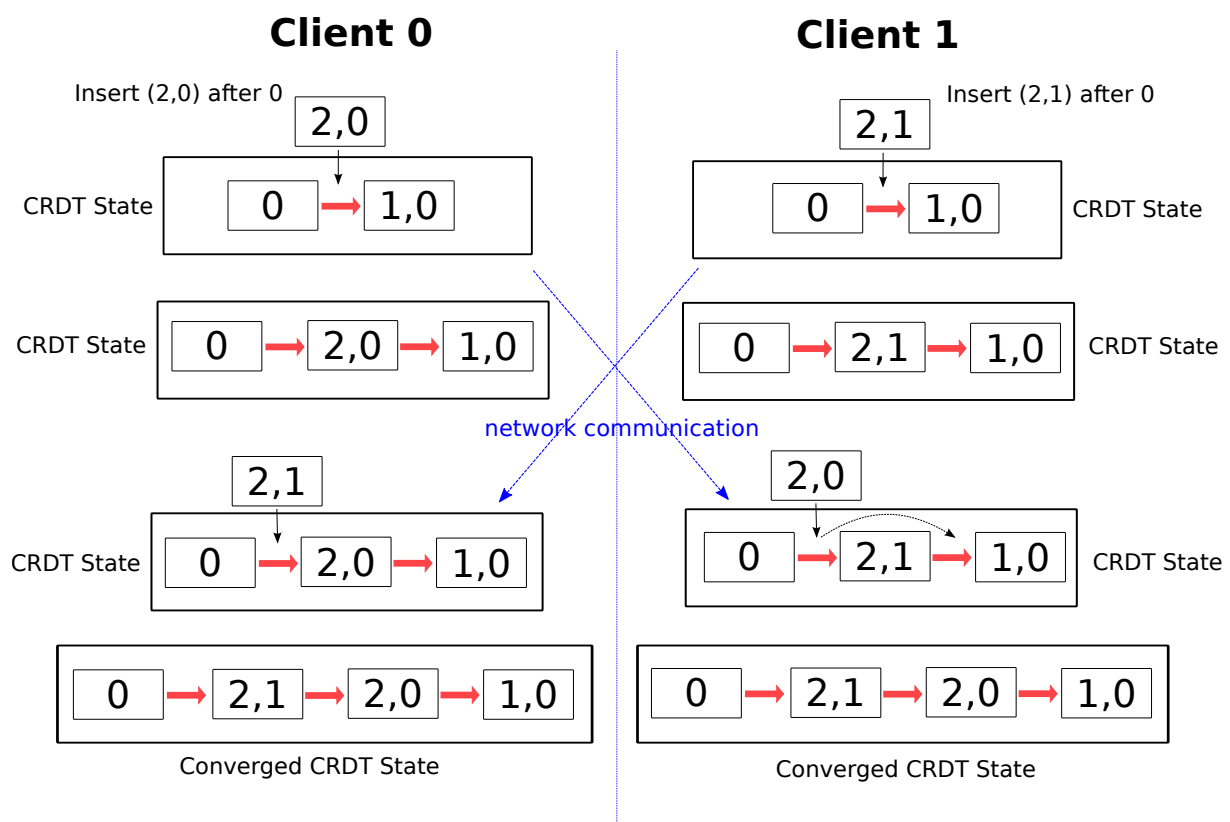 Client 0
Client 1
Insert (2,0) after 0
Insert (2,1) after 0
2,0
2,1
CRDT State
0
1,0
0
1,0
CRDT State
CRDT State
0
2,0
1,0
0
2,1
1,0
CRDT State
network communication
2,1
2,0
CRDT State
0
2,0
1,0
0
2,1
1,0
CRDT State
0
2,1
2,0
1,0
0
2,1
2,0
1,0
Converged CRDT State
Converged CRDT State